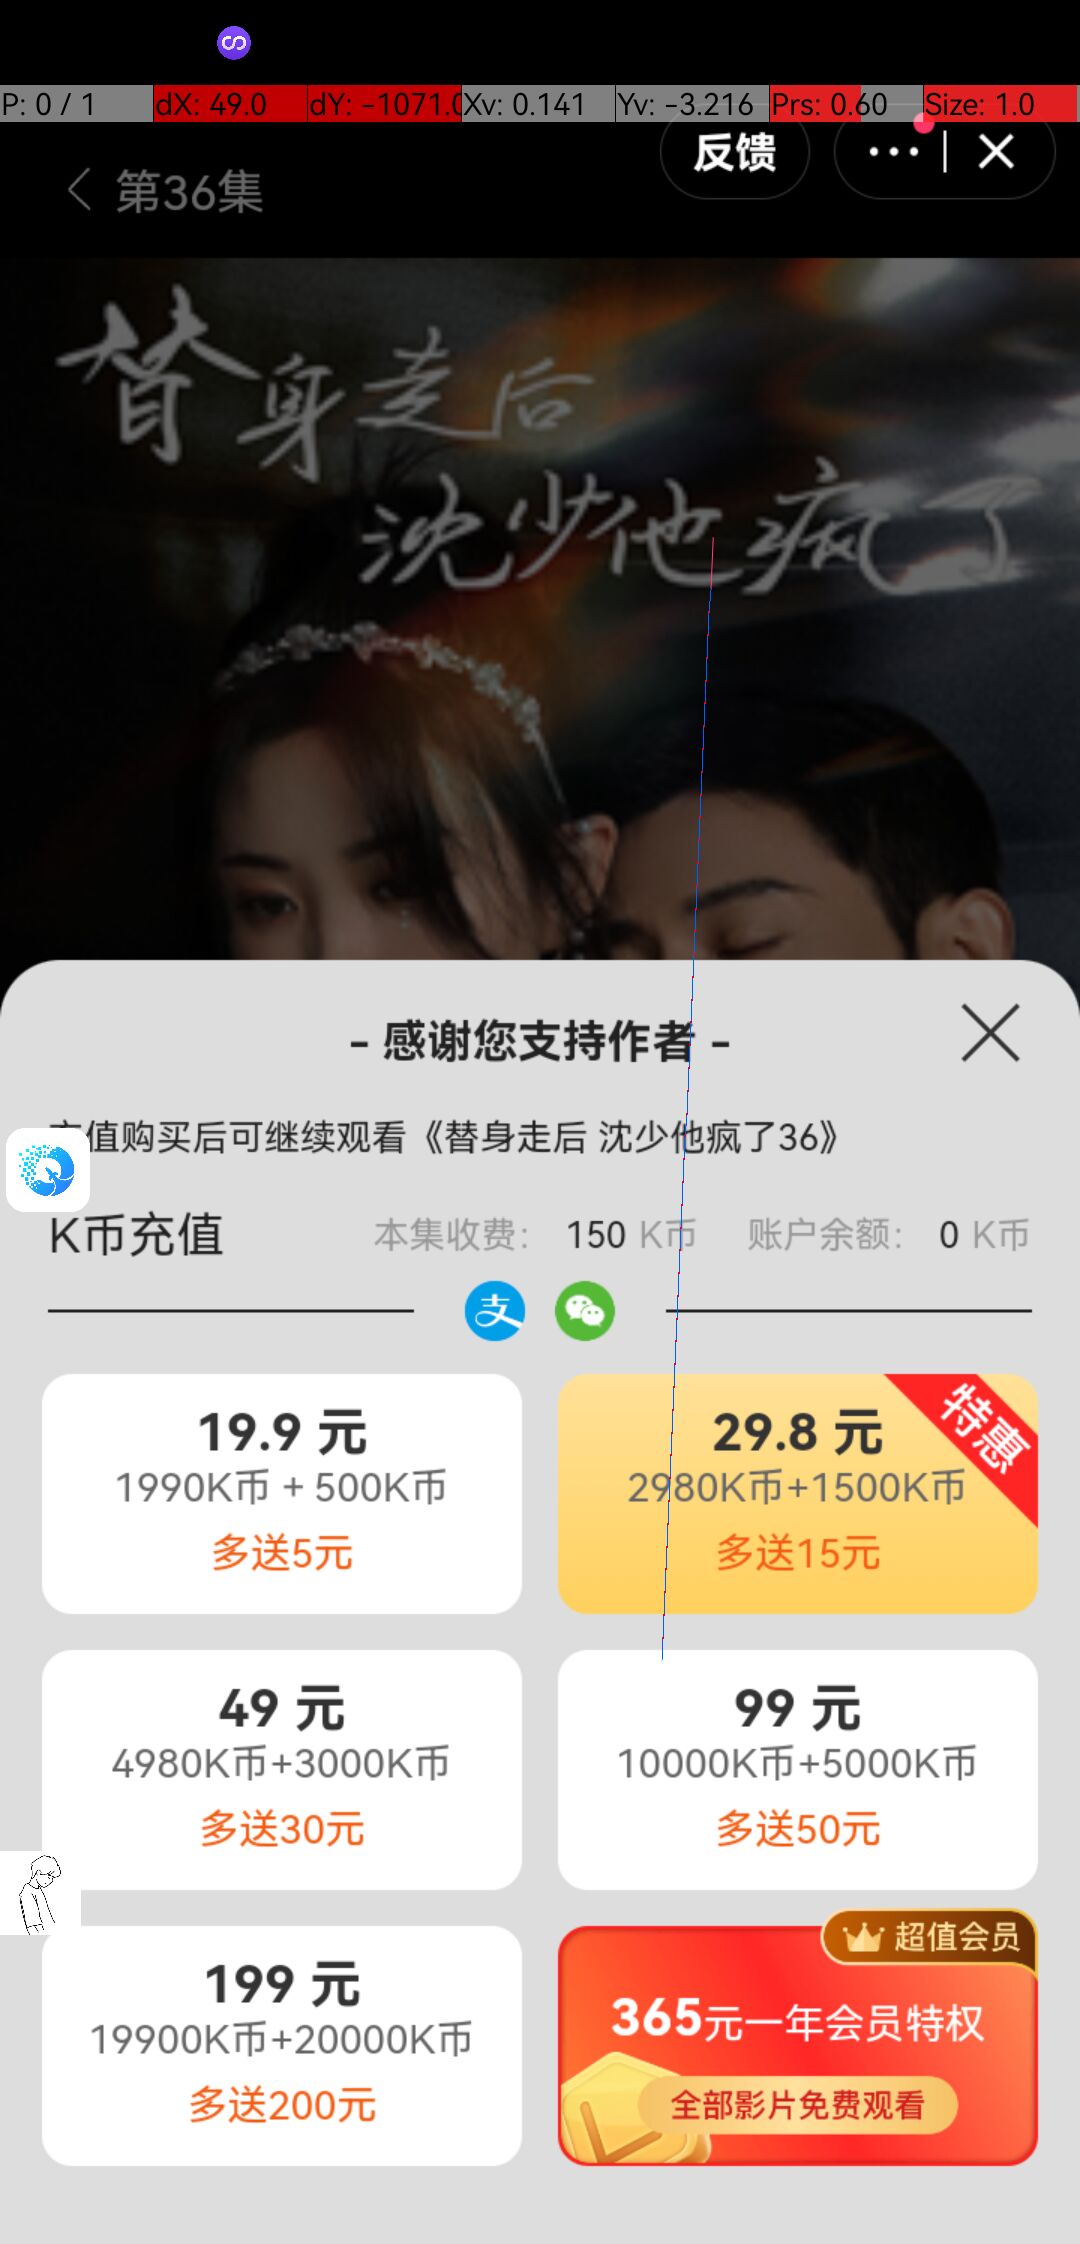 P: 0 / 1
dX: 49.0
dY: -1071.0
Xv: 0.141
Yv: -3.216
Prs: 0.60
Size: 1.0
第36集
反馈
替身走后
沈少他疯了
- 感谢您支持作者 -
充值购买后可继续观看《替身走后 沈少他疯了36》
K币充值
本集收费： 150 K币
账户余额： 0 K币
支
19.9 元
1990K币 + 500K币
多送5元
特惠
29.8 元
2980K币+1500K币
多送15元
49 元
4980K币+3000K币
多送30元
99 元
10000K币+5000K币
多送50元
199 元
19900K币+20000K币
多送200元
超值会员
365元一年会员特权
全部影片免费观看